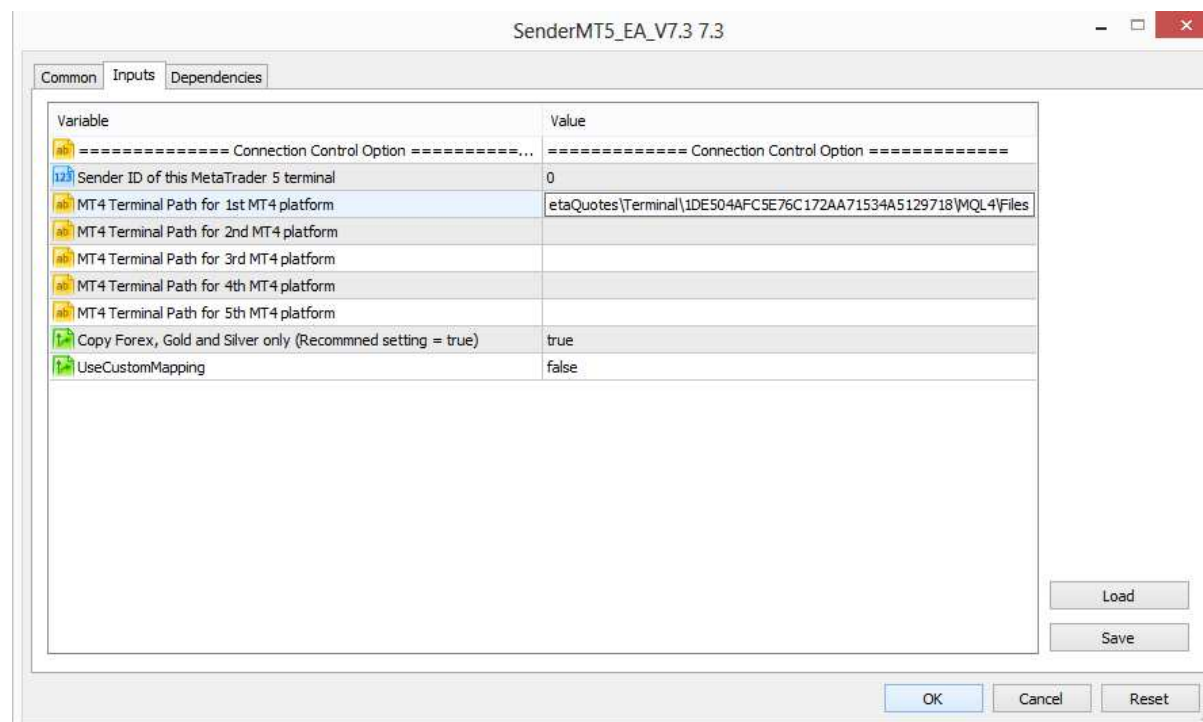 SenderMT5_EA_V7.3 7.3
Common Inputs Dependencies
Variable Value
============== Connection Control Option ==========... ============= Connection Control Option =============
Sender ID of this MetaTrader 5 terminal 0
MT4 Terminal Path for 1st MT4 platform etaQuotes\Terminal\1DE504AFC5E76C172AA71534A5129718\MQL4\Files
MT4 Terminal Path for 2nd MT4 platform
MT4 Terminal Path for 3rd MT4 platform
MT4 Terminal Path for 4th MT4 platform
MT4 Terminal Path for 5th MT4 platform
Copy Forex, Gold and Silver only (Recommned setting = true) true
UseCustomMapping false
Load
Save
OK Cancel Reset